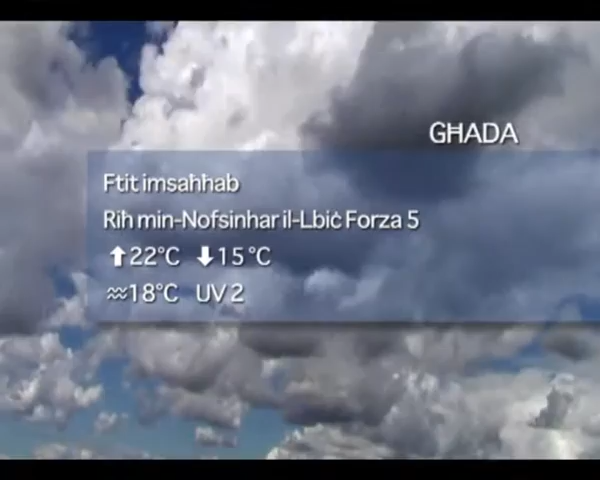 GĦADA
Ftit imsaħħab
Riħ min-Nofsinhar il-Lbiċ Forza 5
⬆22°C ⬇15°C
♒18°C UV 2